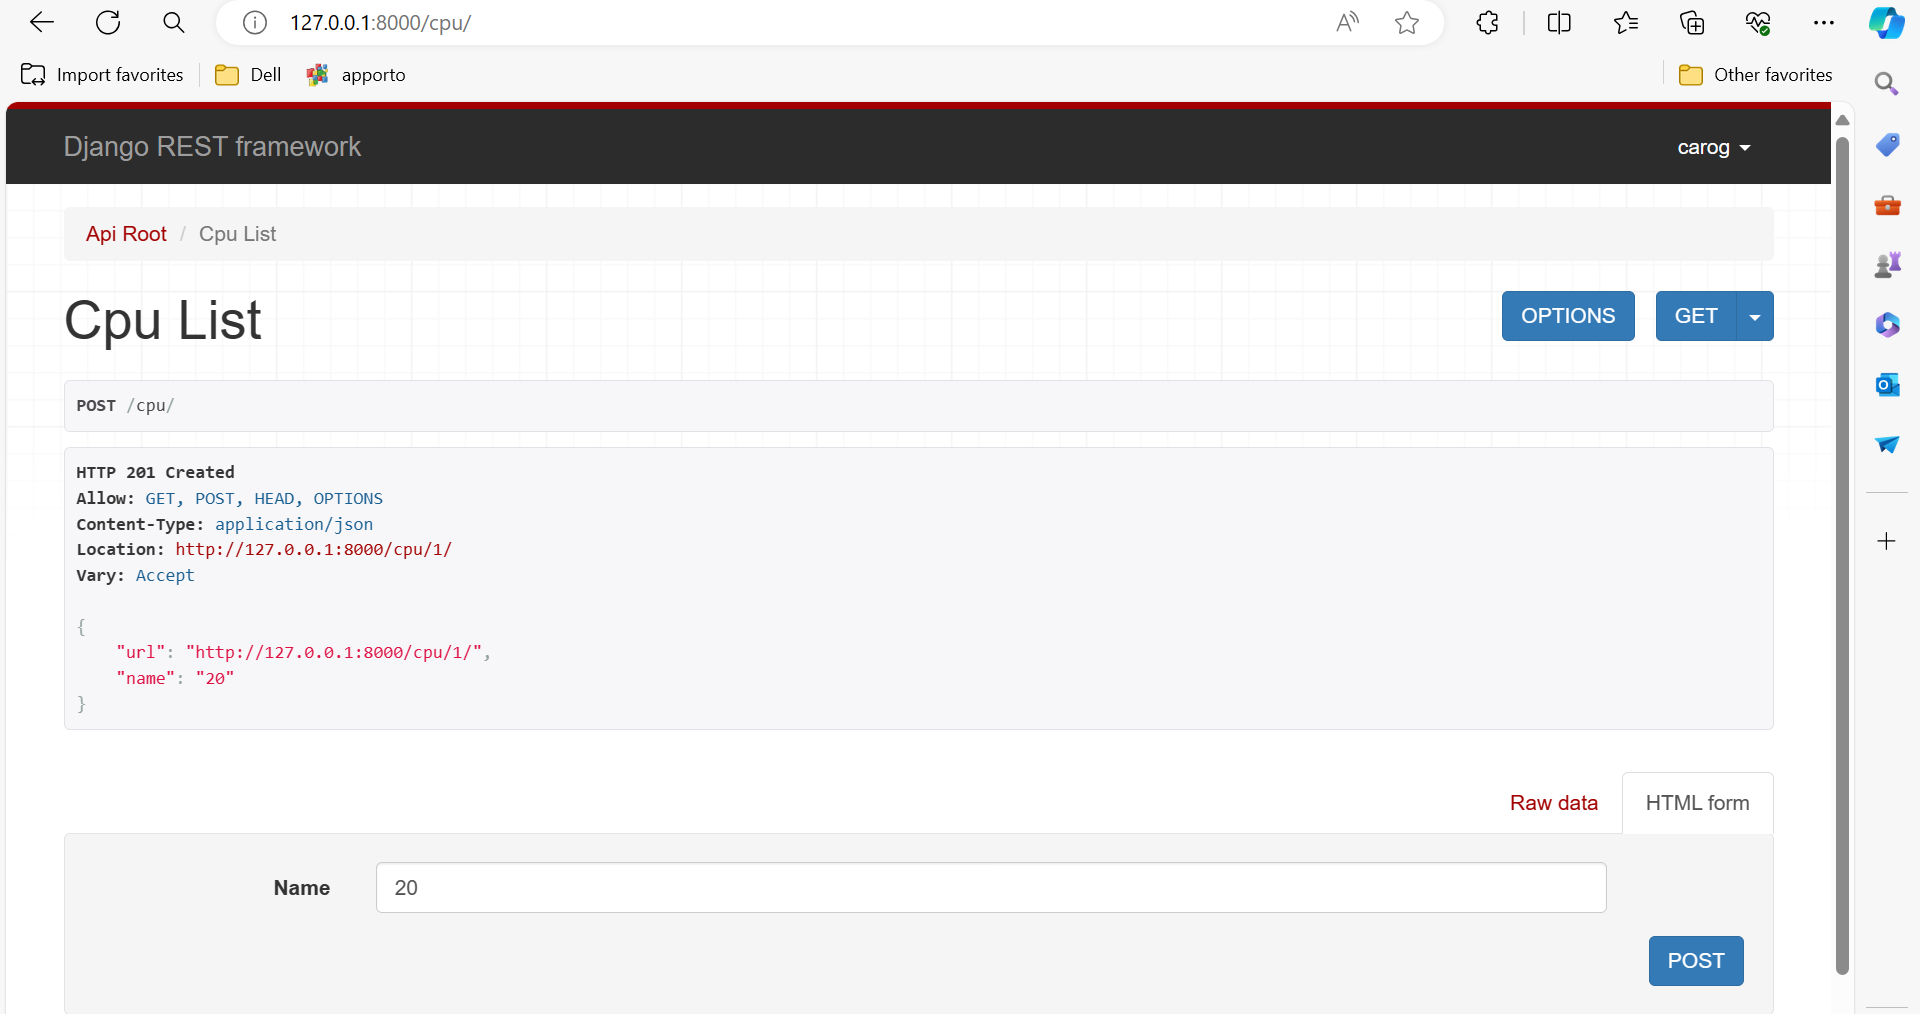 127.0.0.1:8000/cpu/
Import favorites Dell apporto Other favorites
Django REST framework carog
Api Root / Cpu List
Cpu List OPTIONS GET
POST /cpu/
HTTP 201 Created
Allow: GET, POST, HEAD, OPTIONS
Content-Type: application/json
Location: http://127.0.0.1:8000/cpu/1/
Vary: Accept
{
"url": "http://127.0.0.1:8000/cpu/1/",
"name": "20"
}
Raw data HTML form
Name 20
POST